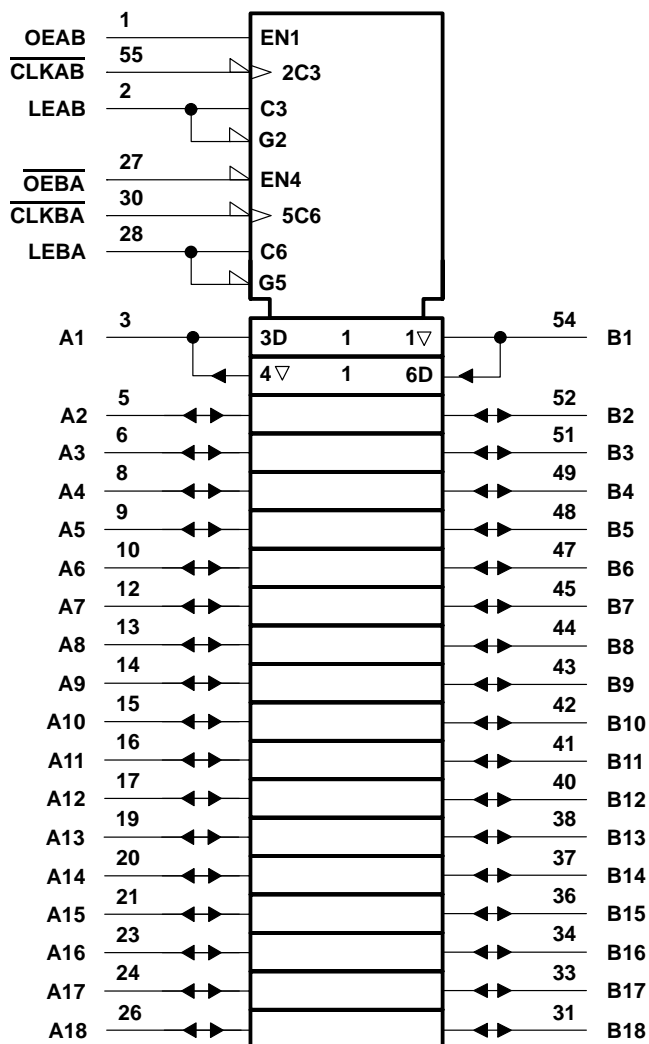 1
OEAB EN1
55
CLKAB 2C3
2
LEAB C3
G2
27
OEBA EN4
30
CLKBA 5C6
28
LEBA C6
G5
3 54
A1 3D 1 1▽ B1
4▽ 1 6D
5 52
A2 B2
6 51
A3 B3
8 49
A4 B4
9 48
A5 B5
10 47
A6 B6
12 45
A7 B7
13 44
A8 B8
14 43
A9 B9
15 42
A10 B10
16 41
A11 B11
17 40
A12 B12
19 38
A13 B13
20 37
A14 B14
21 36
A15 B15
23 34
A16 B16
24 33
A17 B17
26 31
A18 B18